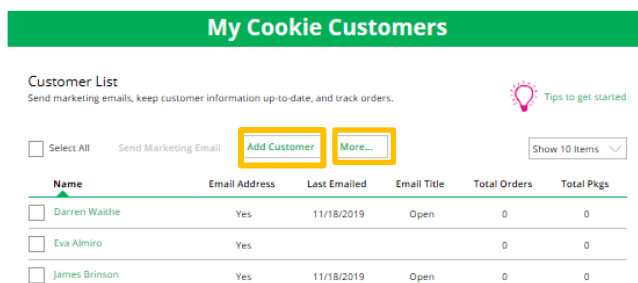 My Cookie Customers
Customer List
Send marketing emails, keep customer information up-to-date, and track orders.
Tips to get started
Select All Send Marketing Email Add Customer More... Show 10 Items
Name Email Address Last Emailed Email Title Total Orders Total Pkgs
Darren Waithe Yes 11/18/2019 Open 0 0
Eva Almiro Yes 0 0
James Brinson Yes 11/18/2019 Open 0 0